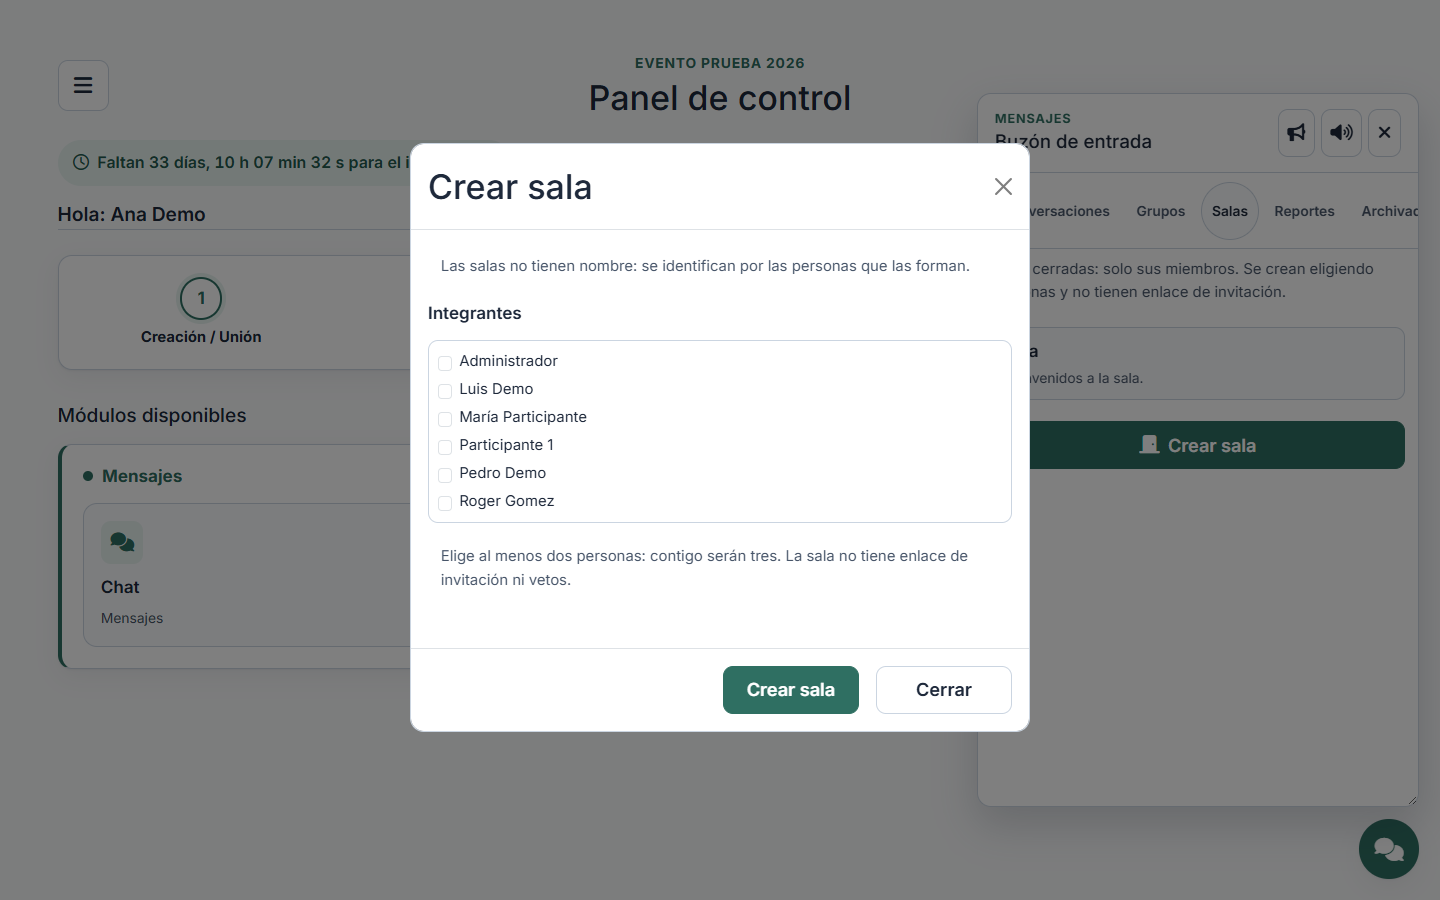 EVENTO PRUEBA 2026
Panel de control
Faltan 33 días, 10 h 07 min 32 s para el
Hola: Ana Demo
1
Creación / Unión
Módulos disponibles
Mensajes
Chat
Mensajes
Crear sala
Las salas no tienen nombre: se identifican por las personas que las forman.
Integrantes
Administrador
Luis Demo
María Participante
Participante 1
Pedro Demo
Roger Gomez
Elige al menos dos personas: contigo serán tres. La sala no tiene enlace de
invitación ni vetos.
Crear sala
Cerrar
MENSAJES
Buzón de entrada
Grupos
Salas
Reportes
cerradas: solo sus miembros. Se crean eligiendo
y no tienen enlace de invitación.
a la sala.
Crear sala